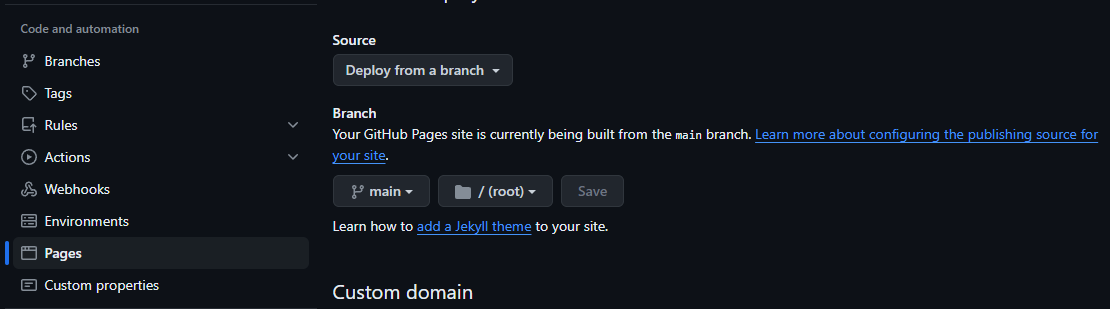 Code and automation
Branches
Tags
Rules
Actions
Webhooks
Environments
Pages
Custom properties
Source
Deploy from a branch
Branch
Your GitHub Pages site is currently being built from the main branch. Learn more about configuring the publishing source for
your site.
main / (root) Save
Learn how to add a Jekyll theme to your site.
Custom domain